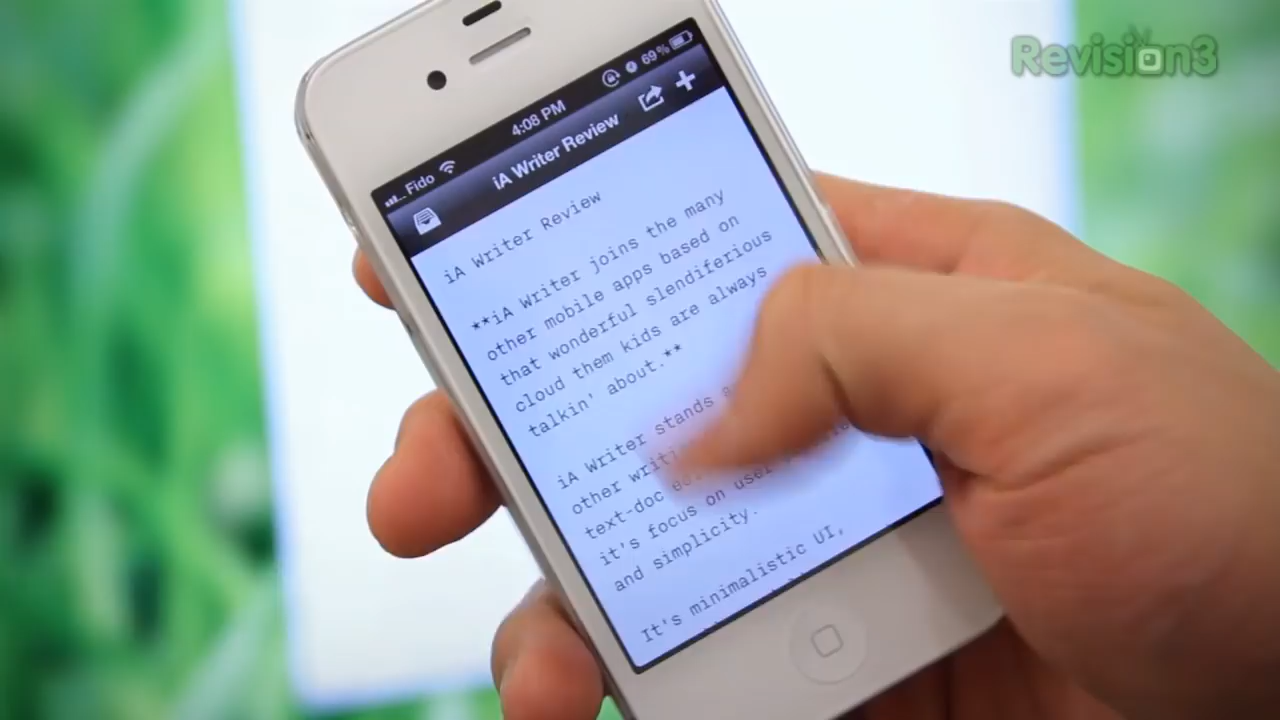 Revision3
Fido 4:08 PM 69%
iA Writer Review
iA Writer Review
**iA Writer joins the many
other mobile apps based on
that wonderful slendiferious
cloud them kids are always
talkin' about.**
iA Writer stands
other
text-doc
it's focus on user
and simplicity.
It's minimalistic UI,